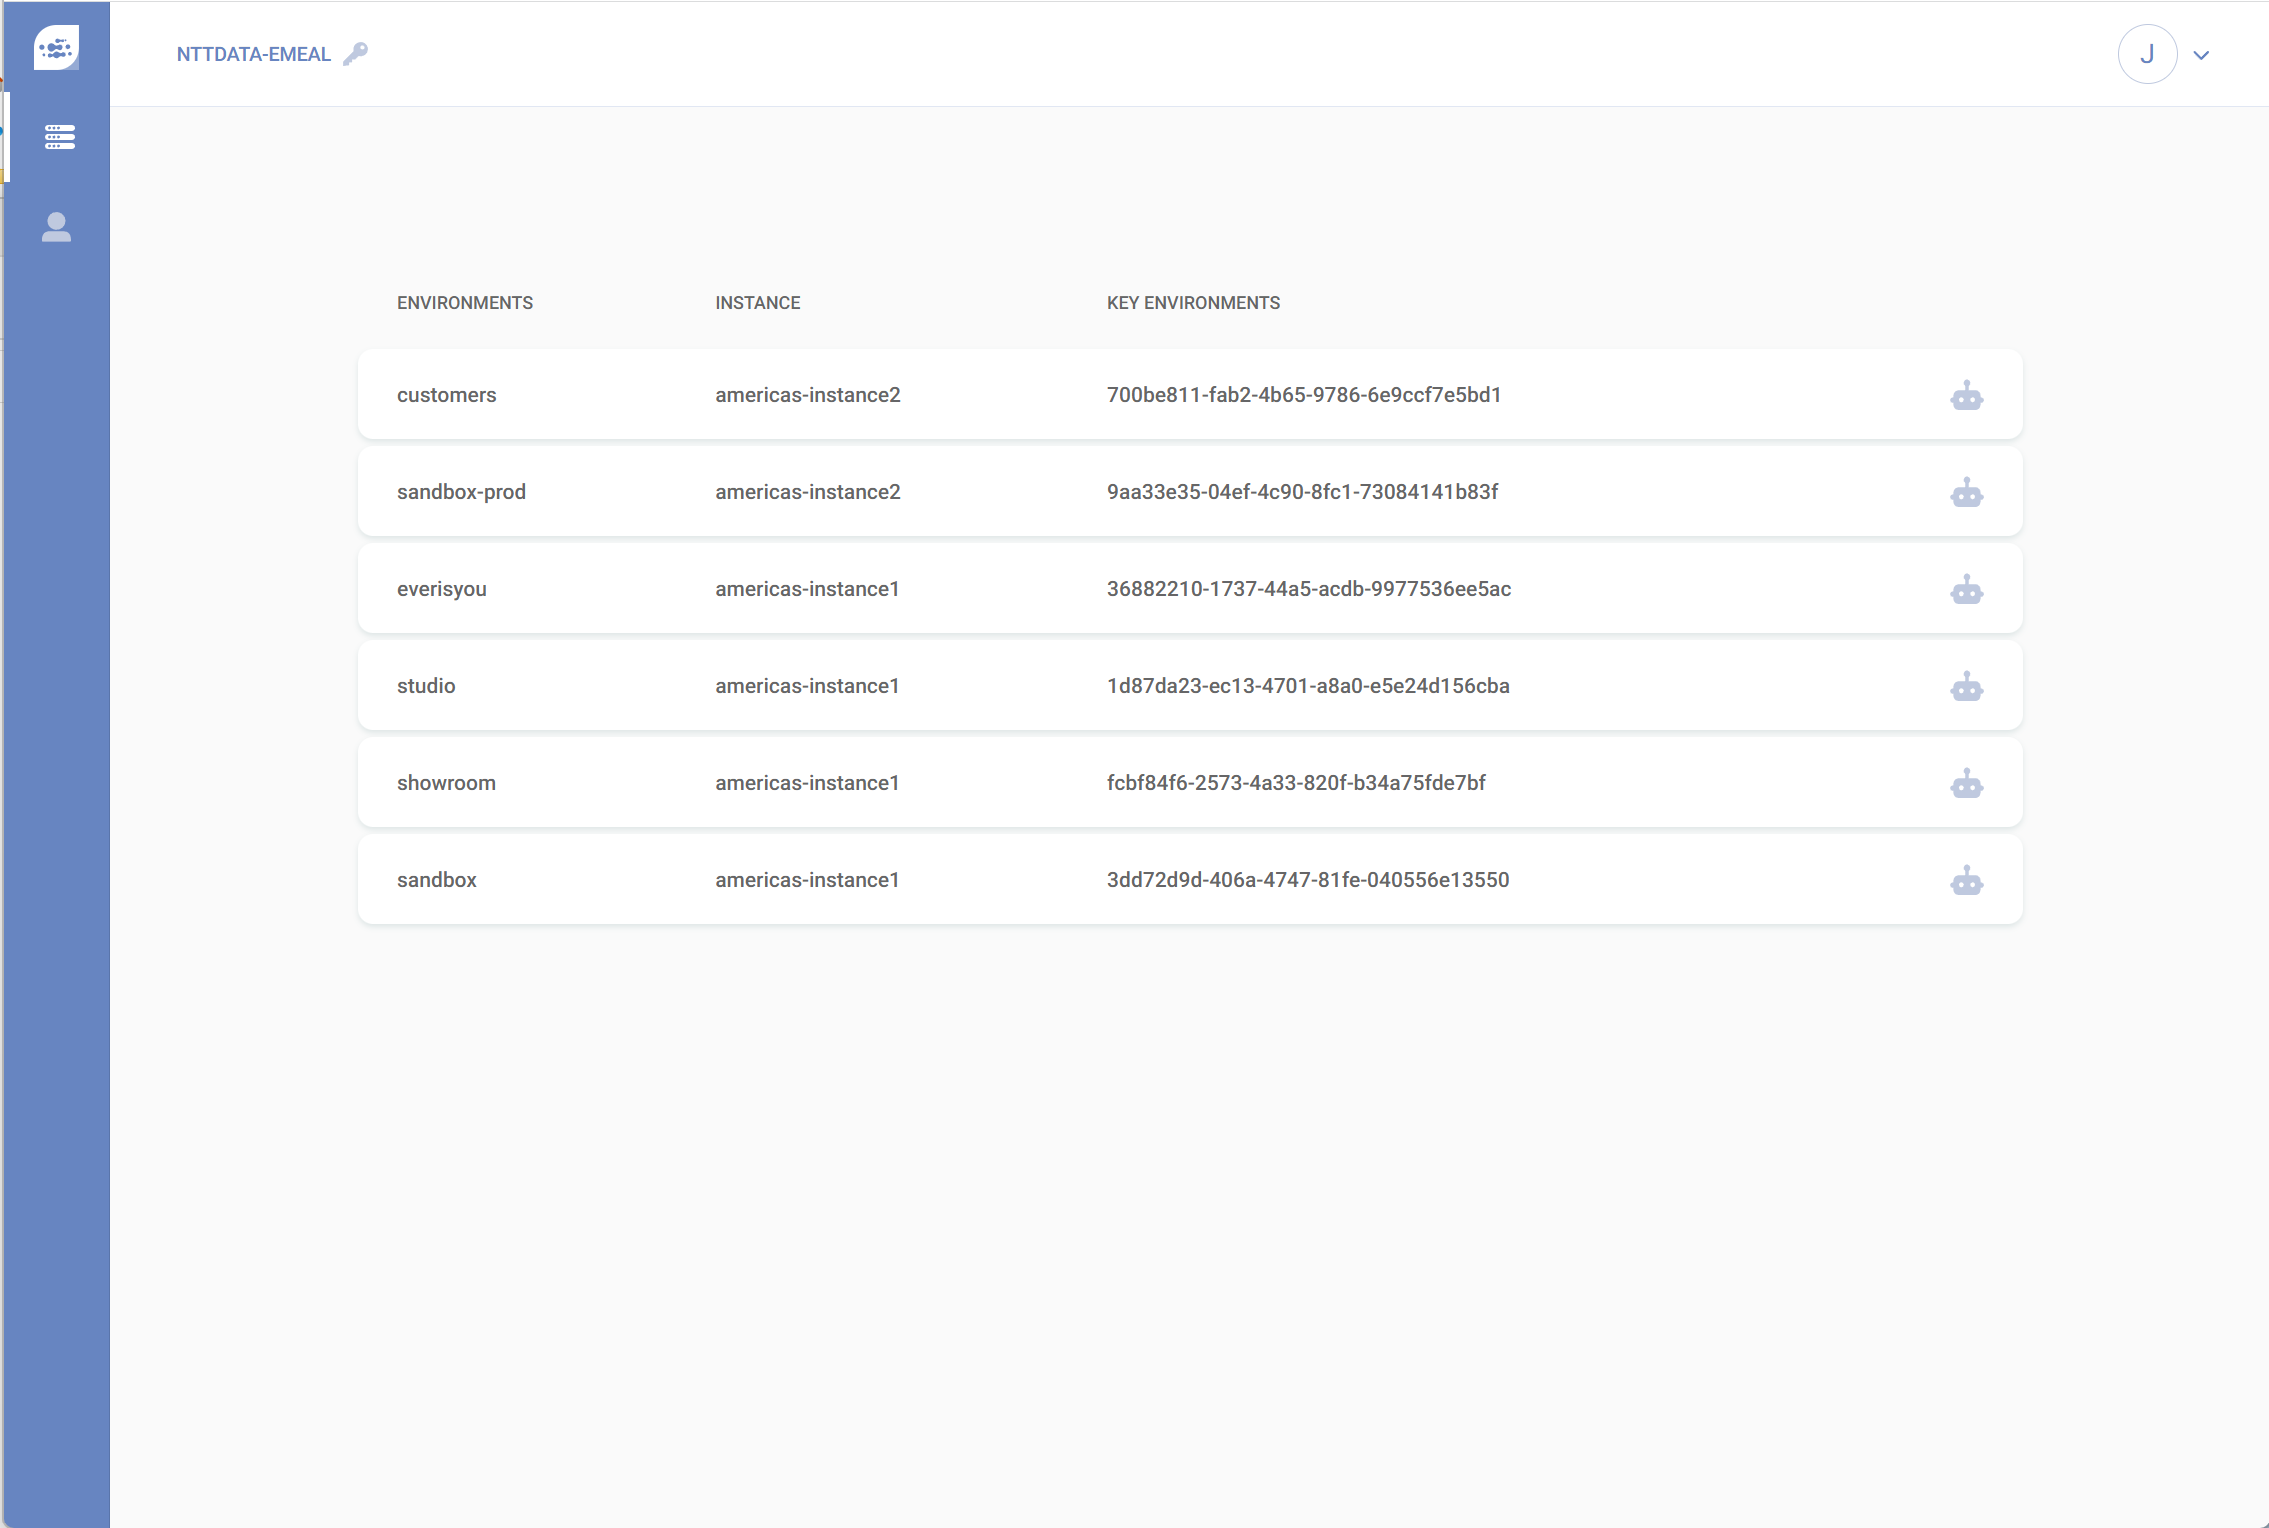 NTTDATA-EMEAL
J
ENVIRONMENTS INSTANCE KEY ENVIRONMENTS
customers americas-instance2 700be811-fab2-4b65-9786-6e9ccf7e5bd1
sandbox-prod americas-instance2 9aa33e35-04ef-4c90-8fc1-73084141b83f
everisyou americas-instance1 36882210-1737-44a5-acdb-9977536ee5ac
studio americas-instance1 1d87da23-ec13-4701-a8a0-e5e24d156cba
showroom americas-instance1 fcbf84f6-2573-4a33-820f-b34a75fde7bf
sandbox americas-instance1 3dd72d9d-406a-4747-81fe-040556e13550